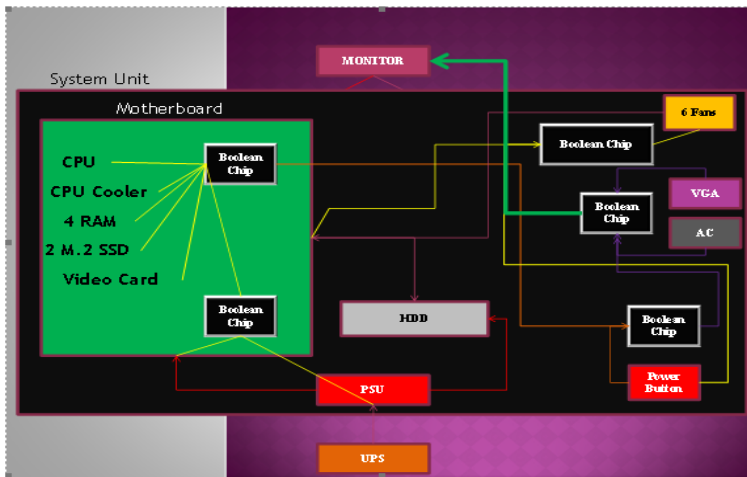 MONITOR
System Unit
Motherboard
6 Fans
Boolean Chip
Boolean
Chip
CPU
CPU Cooler
4 RAM
2 M.2 SSD
Video Card
VGA
Boolean
Chip
AC
Boolean
Chip
HDD
Boolean
Chip
PSU
Power
Button
UPS